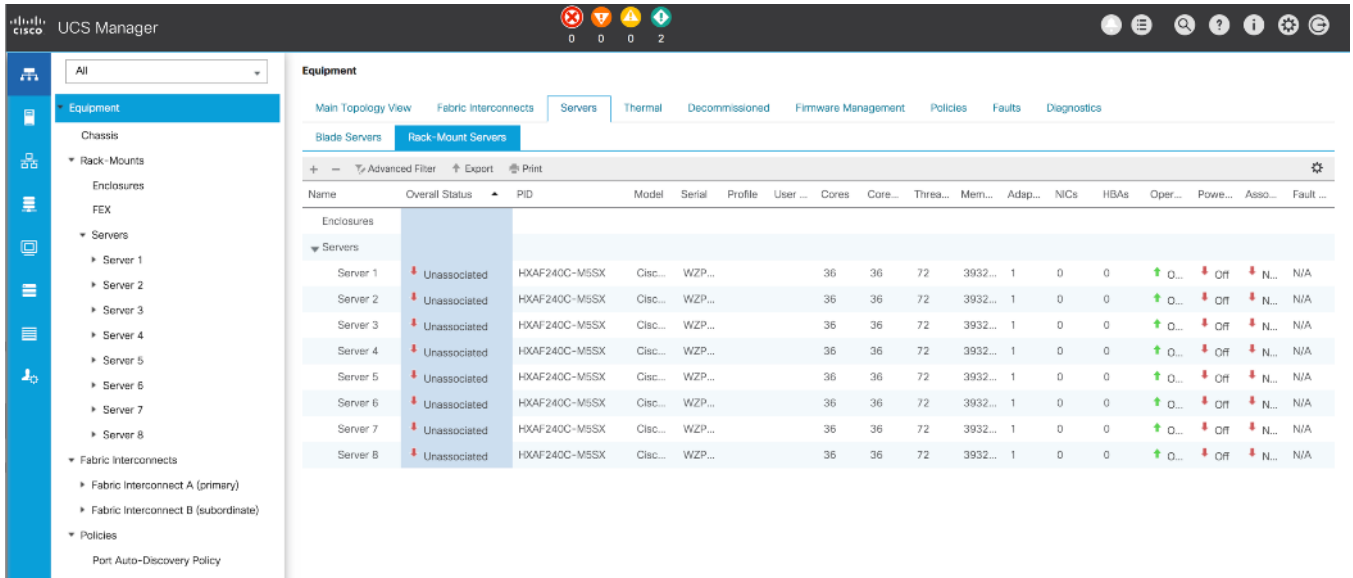 cisco UCS Manager
0 0 0 2
All
Equipment
Chassis
Rack-Mounts
Enclosures
FEX
Servers
Server 1
Server 2
Server 3
Server 4
Server 5
Server 6
Server 7
Server 8
Fabric Interconnects
Fabric Interconnect A (primary)
Fabric Interconnect B (subordinate)
Policies
Port Auto-Discovery Policy
Equipment
Main Topology View Fabric Interconnects Servers Thermal Decommissioned Firmware Management Policies Faults Diagnostics
Blade Servers Rack-Mount Servers
+ − Advanced Filter Export Print
Name Overall Status PID Model Serial Profile User ... Cores Core... Threa... Mem... Adap... NICs HBAs Oper... Powe... Asso... Fault ...
Enclosures
Servers
Server 1 Unassociated HXAF240C-M5SX Cisc... WZP... 36 36 72 3932... 1 0 0 O... Off N... N/A
Server 2 Unassociated HXAF240C-M5SX Cisc... WZP... 36 36 72 3932... 1 0 0 O... Off N... N/A
Server 3 Unassociated HXAF240C-M5SX Cisc... WZP... 36 36 72 3932... 1 0 0 O... Off N... N/A
Server 4 Unassociated HXAF240C-M5SX Cisc... WZP... 36 36 72 3932... 1 0 0 O... Off N... N/A
Server 5 Unassociated HXAF240C-M5SX Cisc... WZP... 36 36 72 3932... 1 0 0 O... Off N... N/A
Server 6 Unassociated HXAF240C-M5SX Cisc... WZP... 36 36 72 3932... 1 0 0 O... Off N... N/A
Server 7 Unassociated HXAF240C-M5SX Cisc... WZP... 36 36 72 3932... 1 0 0 O... Off N... N/A
Server 8 Unassociated HXAF240C-M5SX Cisc... WZP... 36 36 72 3932... 1 0 0 O... Off N... N/A